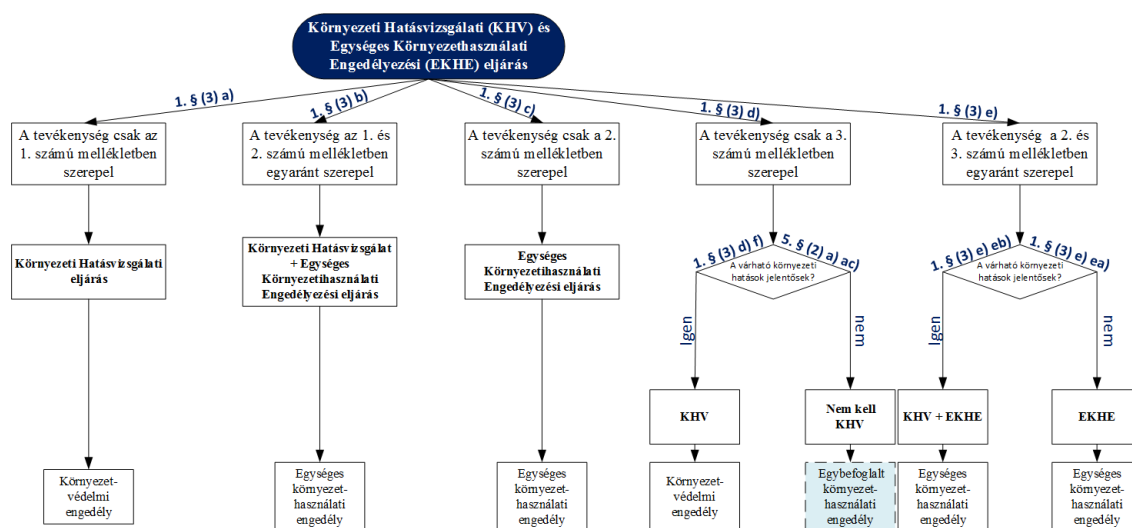 Környezeti Hatásvizsgálati (KHV) és
Egységes Környezethasználati
Engedélyezési (EKHE) eljárás
1. § (3) a)
1. § (3) b)
1. § (3) c)
1. § (3) d)
1. § (3) e)
A tevékenység csak az
1. számú mellékletben
szerepel
A tevékenység az 1. és
2. számú mellékletben
egyaránt szerepel
A tevékenység csak a 2.
számú mellékletben
szerepel
A tevékenység csak a 3.
számú mellékletben
szerepel
A tevékenység a 2. és
3. számú mellékletben
egyaránt szerepel
Környezeti Hatásvizsgálati
eljárás
Környezeti Hatásvizsgálat
+ Egységes
Környezetihasználati
Engedélyezési eljárás
Egységes
Környezetihasználati
Engedélyezési eljárás
1. § (3) d) f)
5. § (2) a) ac)
A várható környezeti
hatások jelentősek?
1. § (3) e) eb)
1. § (3) e) ea)
A várható környezeti
hatások jelentősek?
Igen
nem
Igen
nem
KHV
Nem kell
KHV
KHV + EKHE
EKHE
Környezet-
védelmi
engedély
Egységes
környezet-
használati
engedély
Egységes
környezet-
használati
engedély
Környezet-
védelmi
engedély
Egybefoglalt
környezet-
használati
engedély
Egységes
környezet-
használati
engedély
Egységes
környezet-
használati
engedély